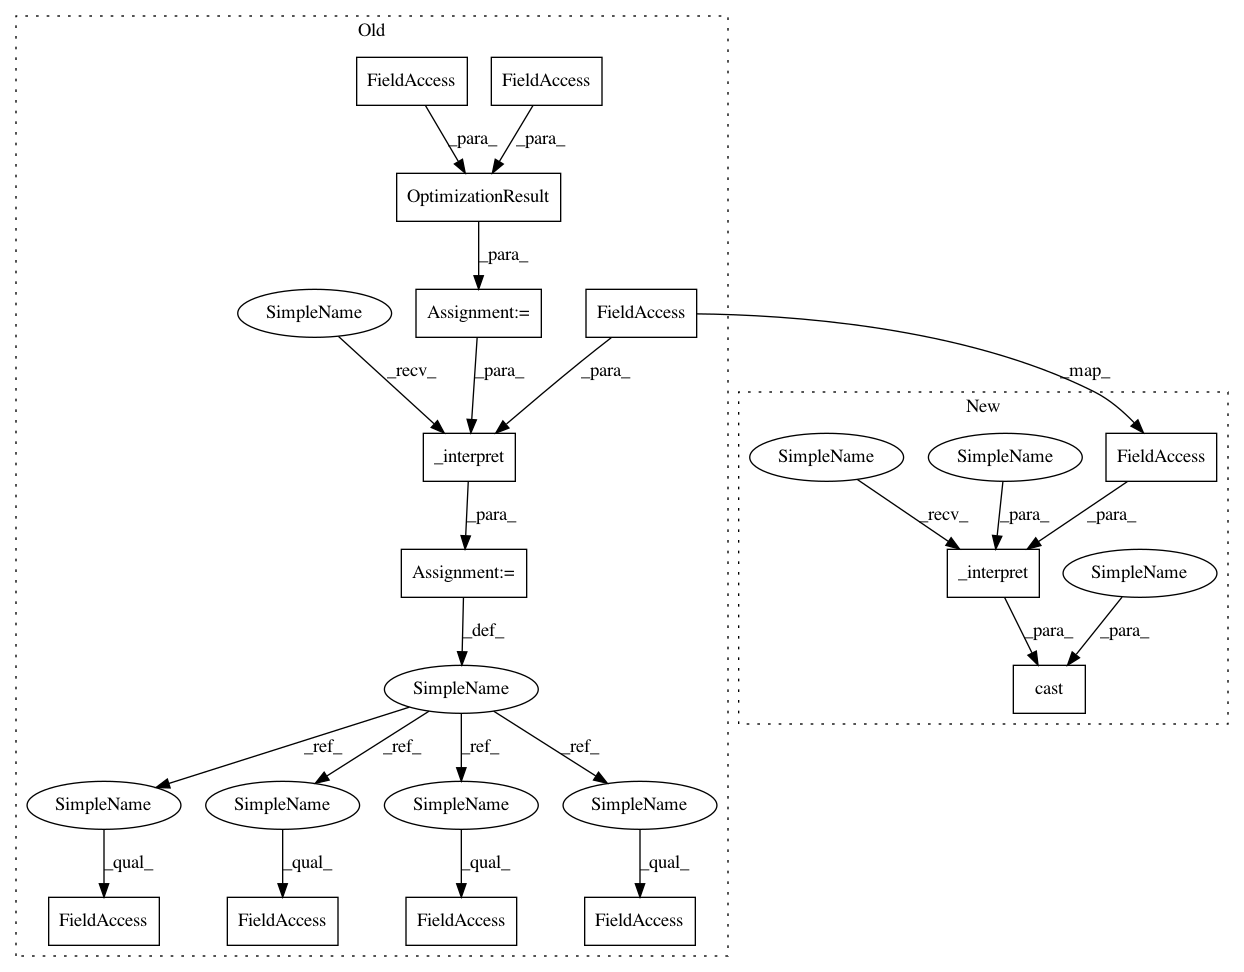 Old
FieldAccess FieldAccess
_para_ _para_
OptimizationResult
_para_
SimpleName Assignment:= FieldAccess
_recv_ _para_ _para_ _map_
New
_interpret SimpleName SimpleName FieldAccess
_para_ _recv_ _para_ _para_
Assignment:= _interpret SimpleName
_def_ _para_ _para_
SimpleName cast
_ref_ _ref_ _ref_ _ref_
SimpleName SimpleName SimpleName SimpleName
_qual_ _qual_ _qual_ _qual_
FieldAccess FieldAccess FieldAccess FieldAccess